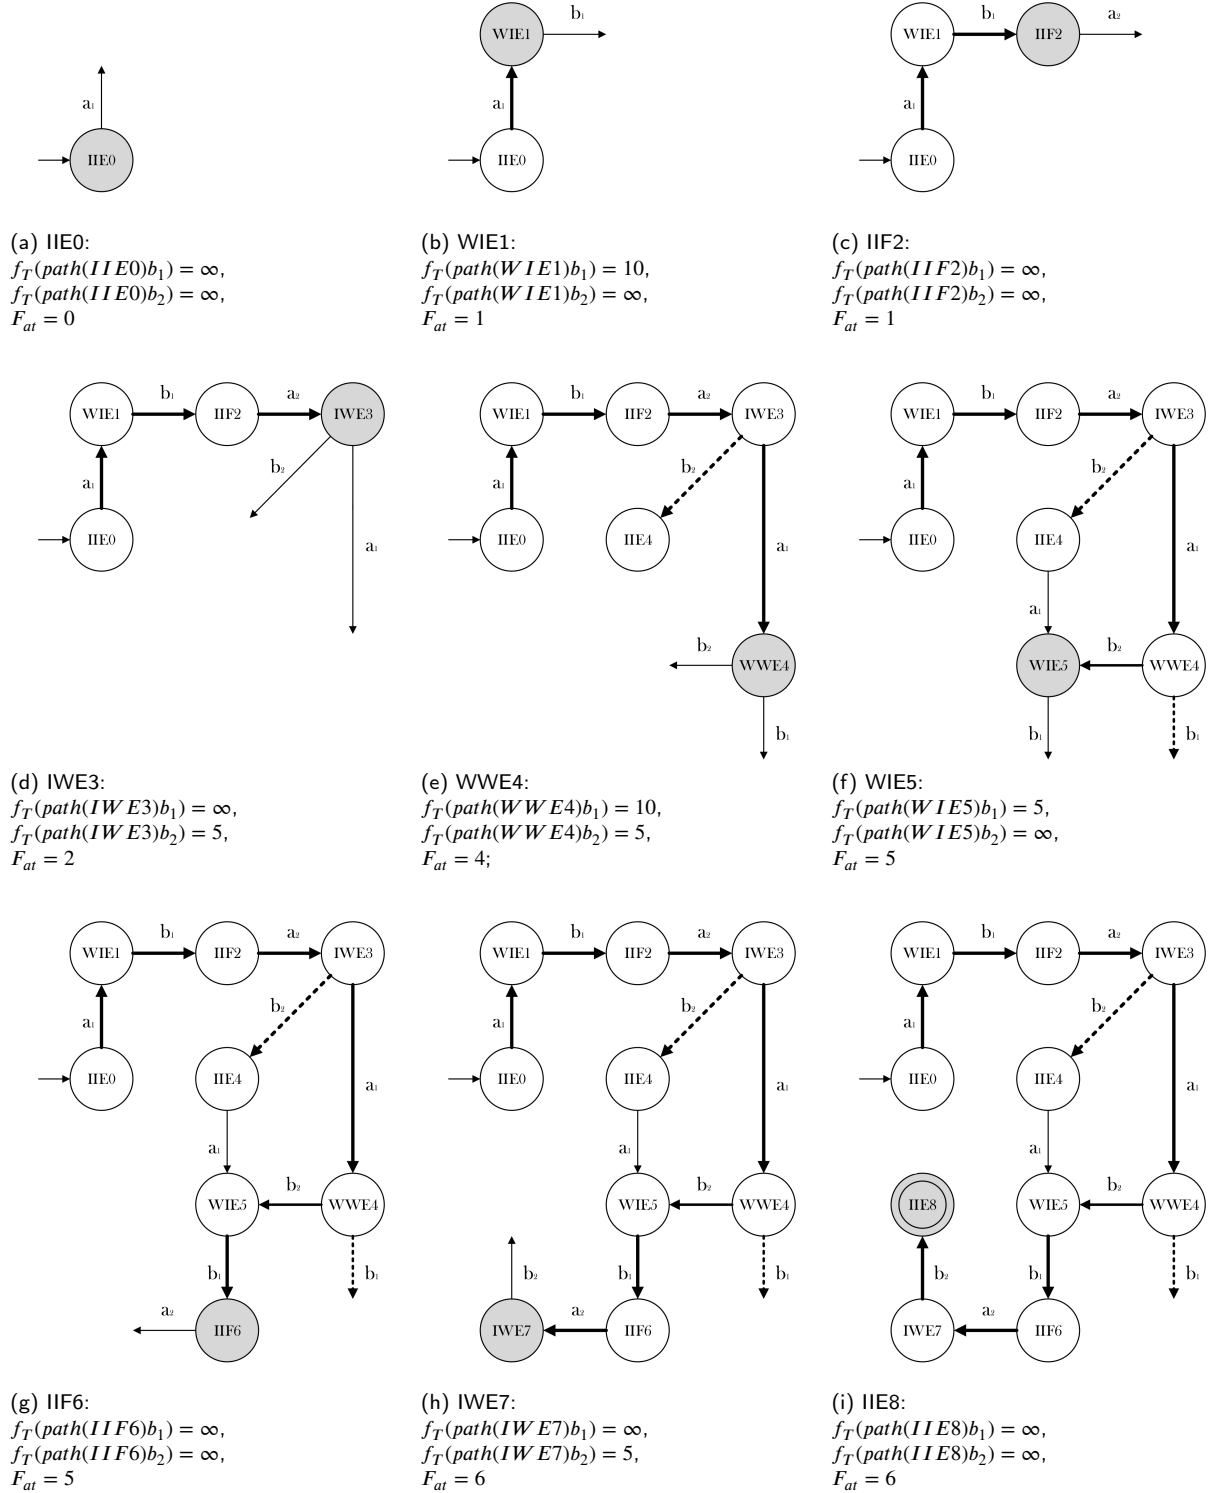 WIE1
b₁
a₁
IIE0
WIE1
b₁
IIF2
a₂
a₁
a₁
IIE0
IIE0
(a) IIE0:
f_T(path(IIE0)b₁) = ∞,
f_T(path(IIE0)b₂) = ∞,
F_at = 0
(b) WIE1:
f_T(path(WIE1)b₁) = 10,
f_T(path(WIE1)b₂) = ∞,
F_at = 1
(c) IIF2:
f_T(path(IIF2)b₁) = ∞,
f_T(path(IIF2)b₂) = ∞,
F_at = 1
WIE1
b₁
IIF2
a₂
IWE3
b₂
a₁
IIE0
a₁
WIE1
b₁
IIF2
a₂
IWE3
b₂
a₁
IIE0
IIE4
a₁
b₂
WWE4
b₁
WIE1
b₁
IIF2
a₂
IWE3
b₂
a₁
IIE0
IIE4
a₁
a₁
WIE5
b₂
WWE4
b₁
b₁
(d) IWE3:
f_T(path(IWE3)b₁) = ∞,
f_T(path(IWE3)b₂) = 5,
F_at = 2
(e) WWE4:
f_T(path(WWE4)b₁) = 10,
f_T(path(WWE4)b₂) = 5,
F_at = 4;
(f) WIE5:
f_T(path(WIE5)b₁) = 5,
f_T(path(WIE5)b₂) = ∞,
F_at = 5
WIE1
b₁
IIF2
a₂
IWE3
b₂
a₁
IIE0
IIE4
a₁
a₁
WIE5
b₂
WWE4
b₁
b₁
a₂
IIF6
WIE1
b₁
IIF2
a₂
IWE3
b₂
a₁
IIE0
IIE4
a₁
a₁
WIE5
b₂
WWE4
b₂
b₁
b₁
IWE7
a₂
IIF6
WIE1
b₁
IIF2
a₂
IWE3
b₂
a₁
IIE0
IIE4
a₁
a₁
IIE8
WIE5
b₂
WWE4
b₂
b₁
b₁
IWE7
a₂
IIF6
(g) IIF6:
f_T(path(IIF6)b₁) = ∞,
f_T(path(IIF6)b₂) = ∞,
F_at = 5
(h) IWE7:
f_T(path(IWE7)b₁) = ∞,
f_T(path(IWE7)b₂) = 5,
F_at = 6
(i) IIE8:
f_T(path(IIE8)b₁) = ∞,
f_T(path(IIE8)b₂) = ∞,
F_at = 6